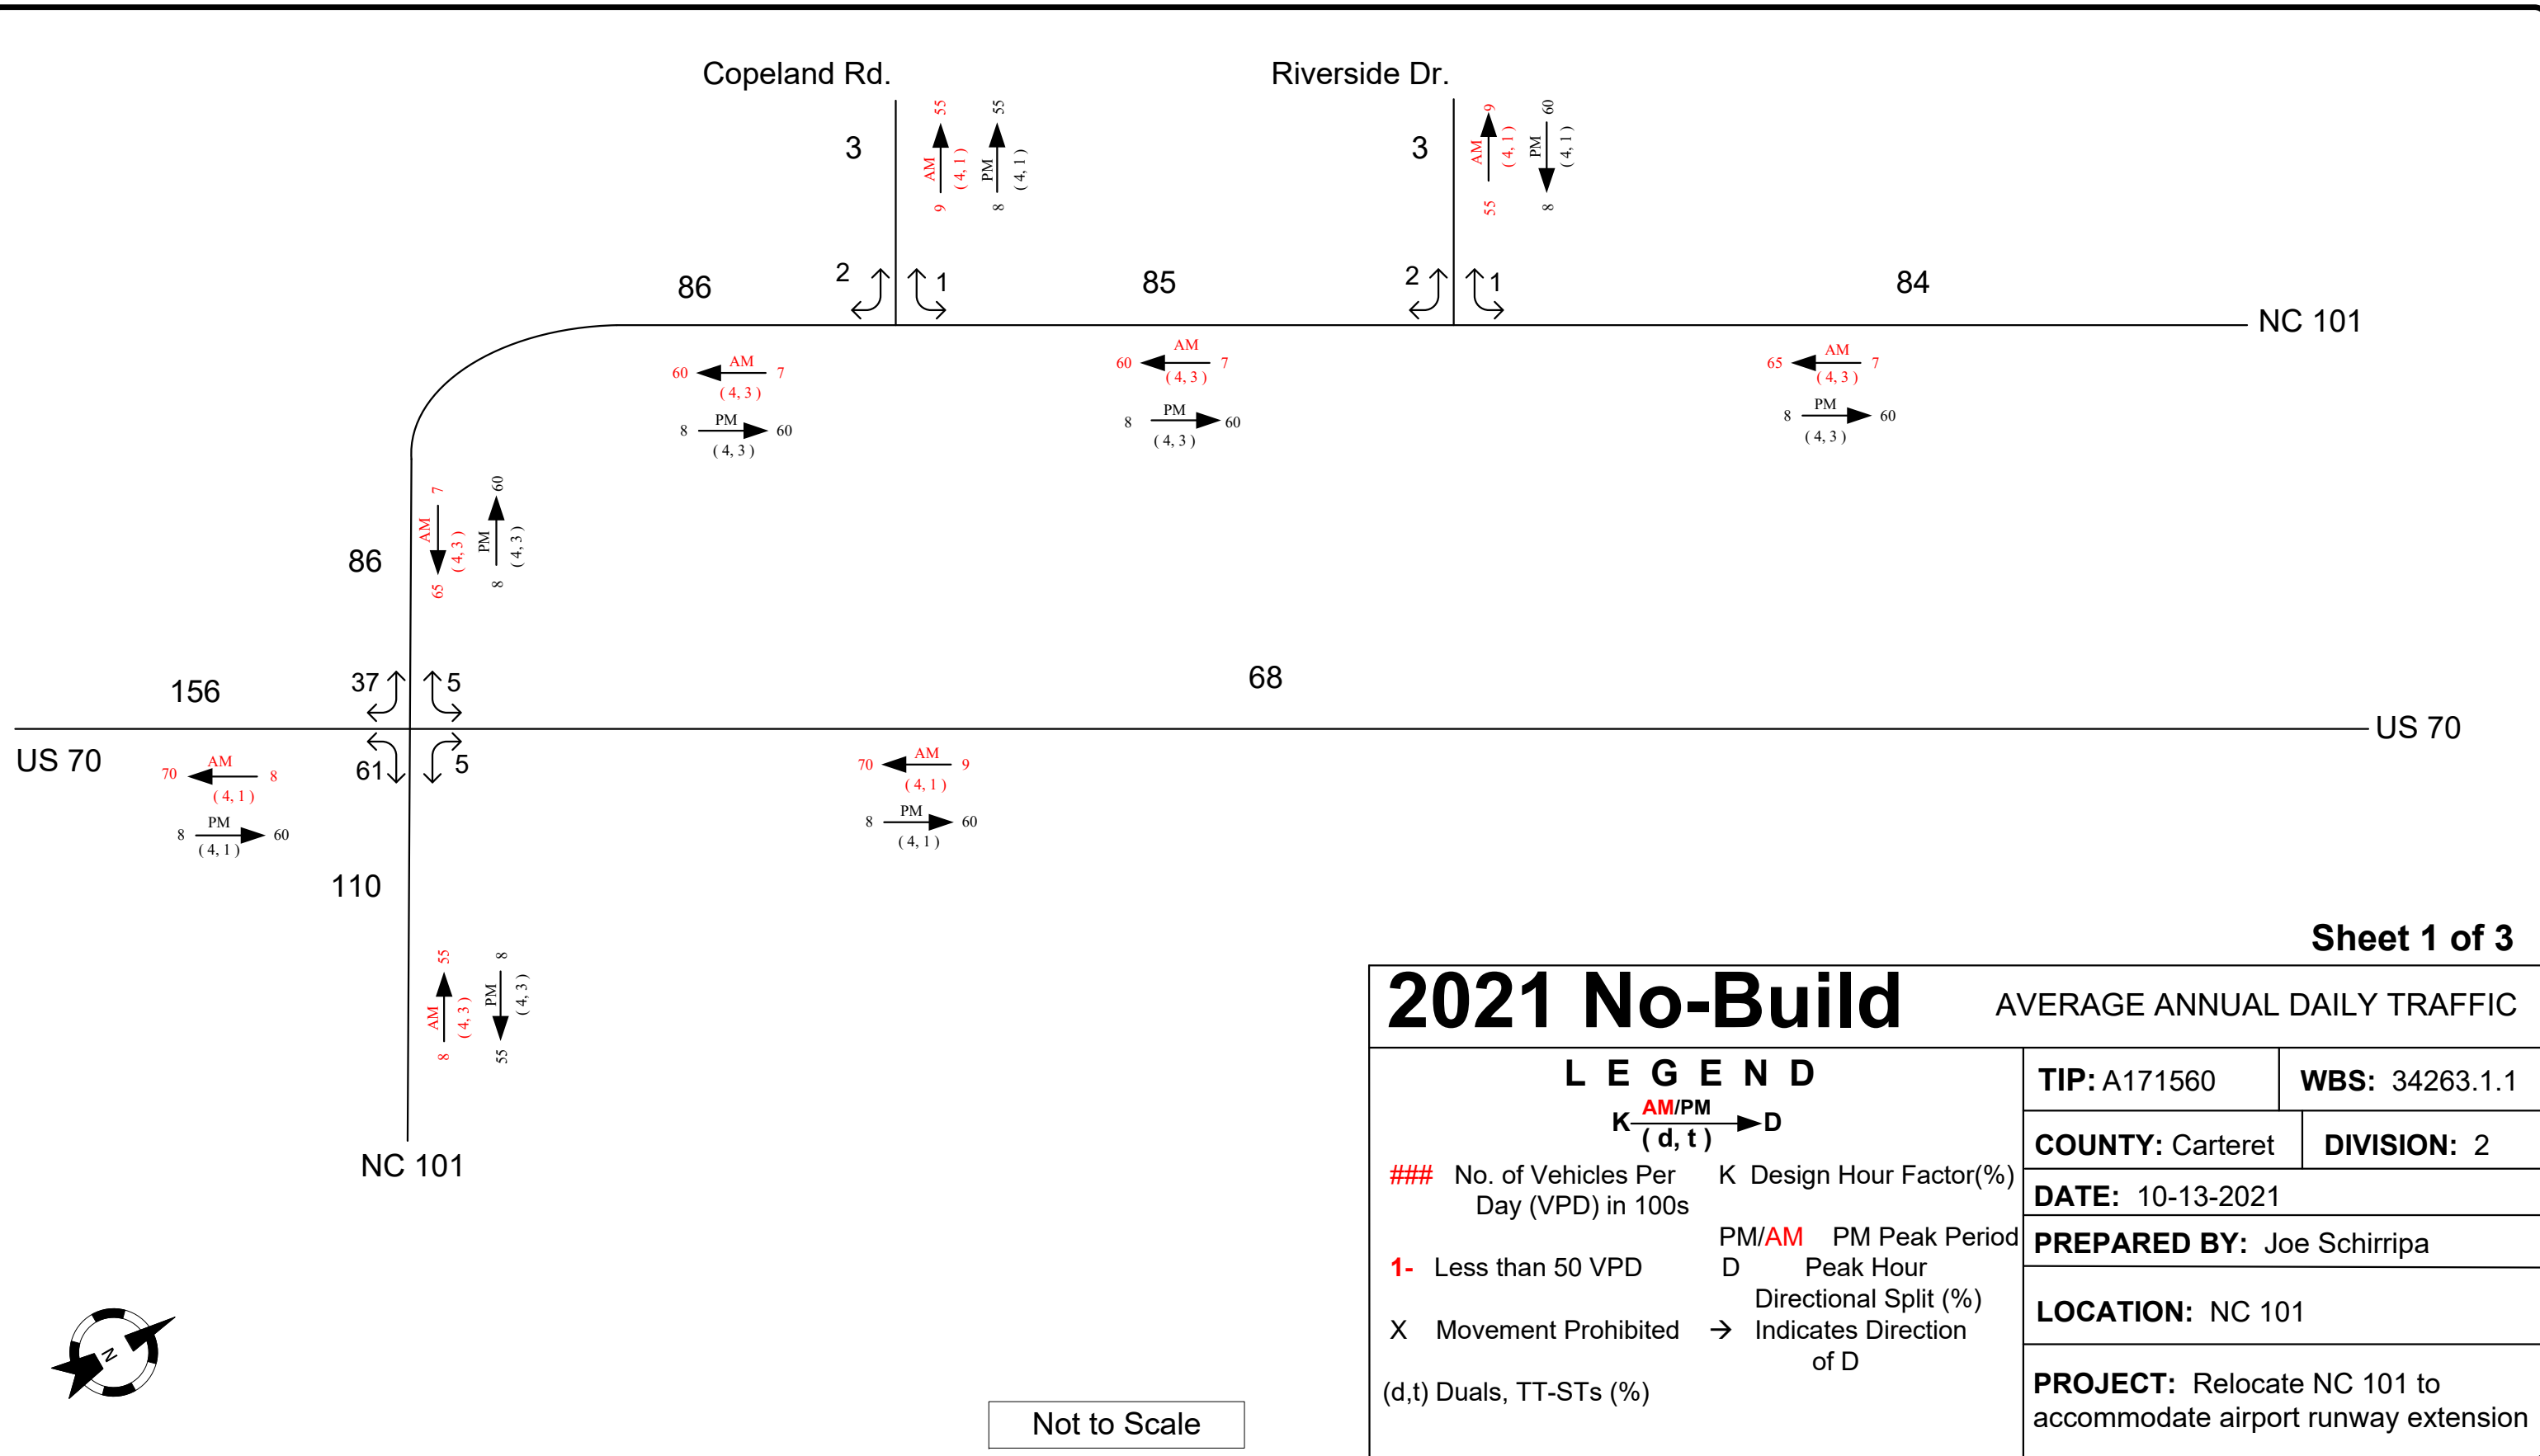 Copeland Rd.
Riverside Dr.
3
AM
9
55
( 4, 1 )
PM
8
55
( 4, 1 )
3
AM
55
9
( 4, 1 )
PM
60
8
( 4, 1 )
86
2
1
85
2
1
84
NC 101
60
AM
7
( 4, 3 )
8
PM
60
( 4, 3 )
60
AM
7
( 4, 3 )
8
PM
60
( 4, 3 )
65
AM
7
( 4, 3 )
8
PM
60
( 4, 3 )
86
7
AM
( 4, 3 )
65
60
PM
( 4, 3 )
8
156
37
5
68
US 70
61
5
US 70
70
AM
8
( 4, 1 )
8
PM
60
( 4, 1 )
70
AM
9
( 4, 1 )
8
PM
60
( 4, 1 )
110
55
AM
( 4, 3 )
8
8
PM
( 4, 3 )
55
NC 101
N
Not to Scale
Sheet 1 of 3
2021 No-Build
AVERAGE ANNUAL DAILY TRAFFIC
L E G E N D
K AM/PM D
( d, t )
### No. of Vehicles Per
Day (VPD) in 100s
K Design Hour Factor(%)
PM/AM PM Peak Period
1- Less than 50 VPD
D Peak Hour
Directional Split (%)
X Movement Prohibited
→ Indicates Direction
of D
(d,t) Duals, TT-STs (%)
TIP: A171560
WBS: 34263.1.1
COUNTY: Carteret
DIVISION: 2
DATE: 10-13-2021
PREPARED BY: Joe Schirripa
LOCATION: NC 101
PROJECT: Relocate NC 101 to
accommodate airport runway extension